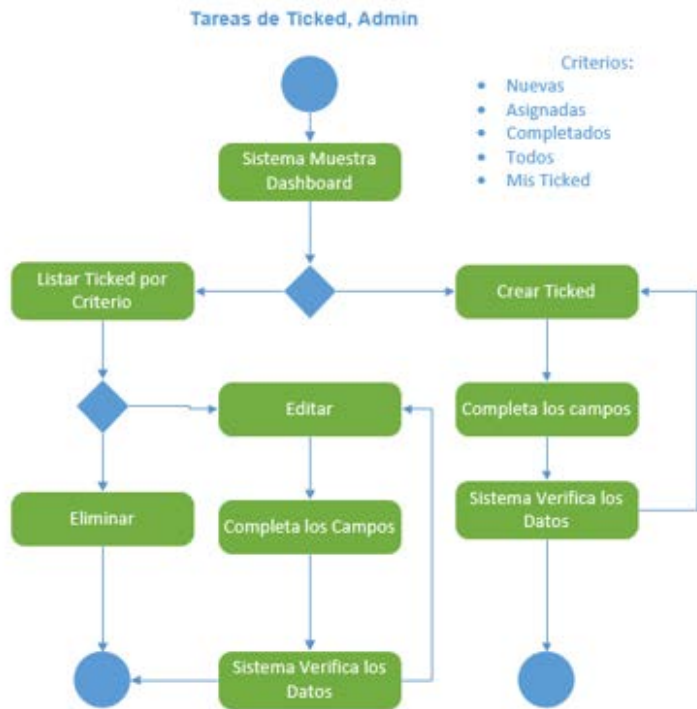 Tareas de Ticked, Admin
Criterios:
Nuevas
Asignadas
Completados
Todos
Mis Ticked
Sistema Muestra
Dashboard
Listar Ticked por
Criterio
Crear Ticked
Editar
Completa los campos
Eliminar
Completa los Campos
Sistema Verifica los
Datos
Sistema Verifica los
Datos